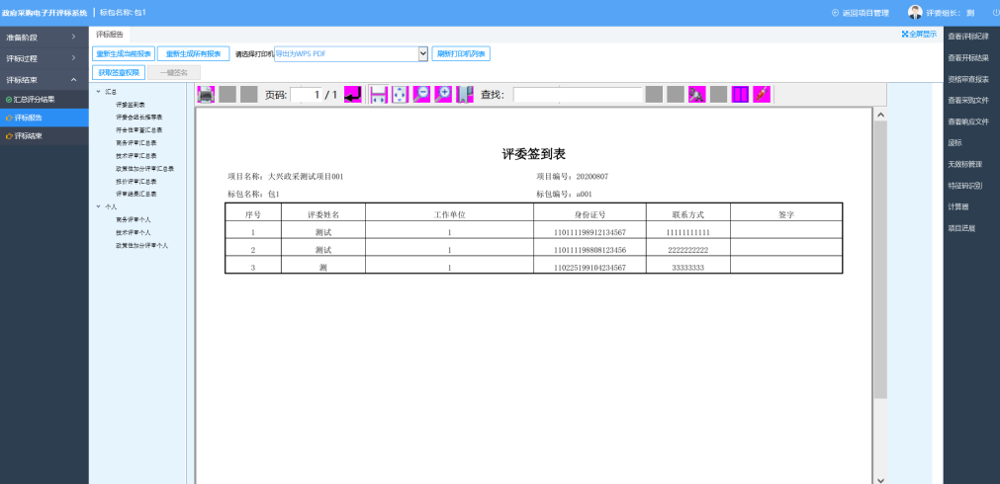 政府采购电子开评标系统 标包名称:包1 返回项目管理 评委组长：测
准备阶段
评标过程
评标结束
汇总评分结果
评标报告
评标结束
评标报告 全屏显示
重新生成当前报表 重新生成所有报表 请选择打印机 导出为WPS PDF 刷新打印机列表
获取签章权限 一键签名
汇总
评委签到表
评委会组长推荐表
符合性审查汇总表
商务评审汇总表
技术评审汇总表
政策性加分评审汇总表
报价评审汇总表
评审结果汇总表
个人
商务评审个人
技术评审个人
政策性加分评审个人
页码: 1 / 1 查找:
评委签到表
项目名称：大兴政采测试项目001 项目编号：20200807
标包名称：包1 标包编号：a001
序号 评委姓名 工作单位 身份证号 联系方式 签字
1 测试 1 110111198912134567 11111111111
2 测试 1 110111198808123456 2222222222
3 测 1 110225199104234567 33333333
查看评标纪律
查看开标结果
资格审查报表
查看采购文件
查看响应文件
废标
无效标管理
特征码识别
计算器
项目进展